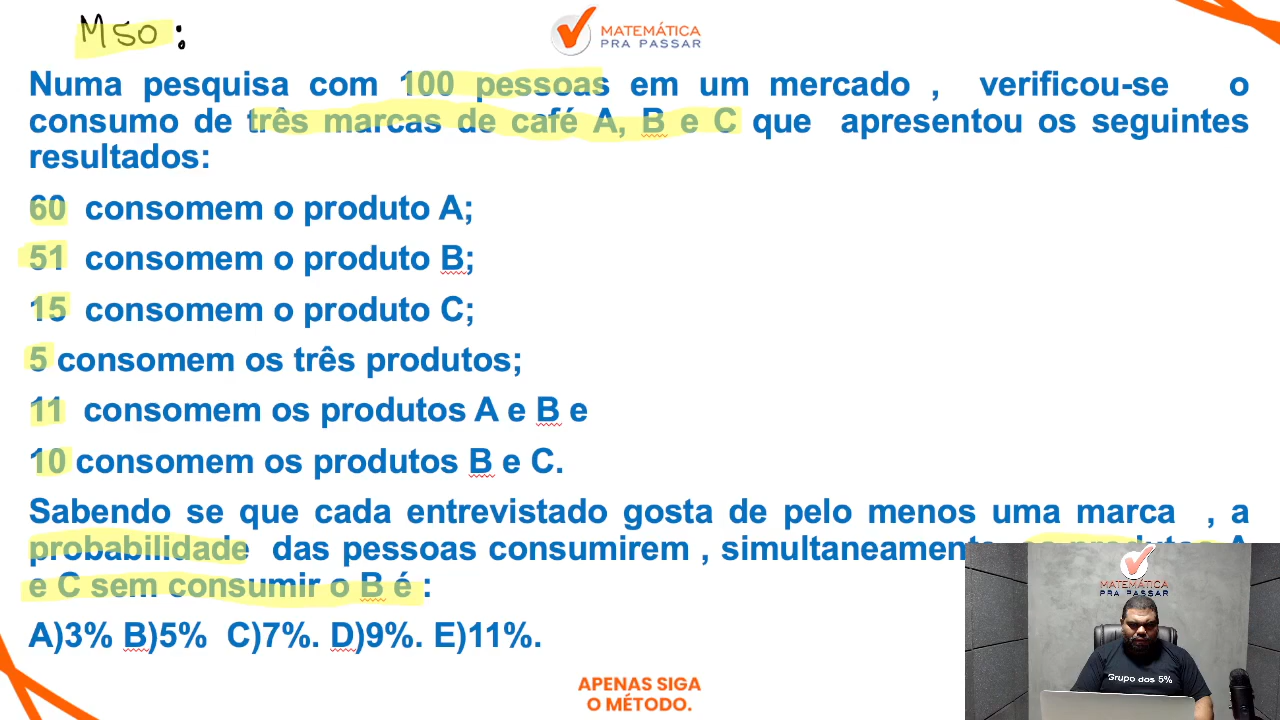 M50:
MATEMÁTICA
PRA PASSAR
Numa pesquisa com 100 pessoas em um mercado , verificou-se o
consumo de três marcas de café A, B e C que apresentou os seguintes
resultados:
60 consomem o produto A;
51 consomem o produto B;
15 consomem o produto C;
5 consomem os três produtos;
11 consomem os produtos A e B e
10 consomem os produtos B e C.
Sabendo se que cada entrevistado gosta de pelo menos uma marca , a
probabilidade das pessoas consumirem , simultaneamente A
e C sem consumir o B é :
A)3% B)5% C)7%. D)9%. E)11%.
MATEMÁTICA
PRA PASSAR
Grupo dos 5%
APENAS SIGA
O MÉTODO.